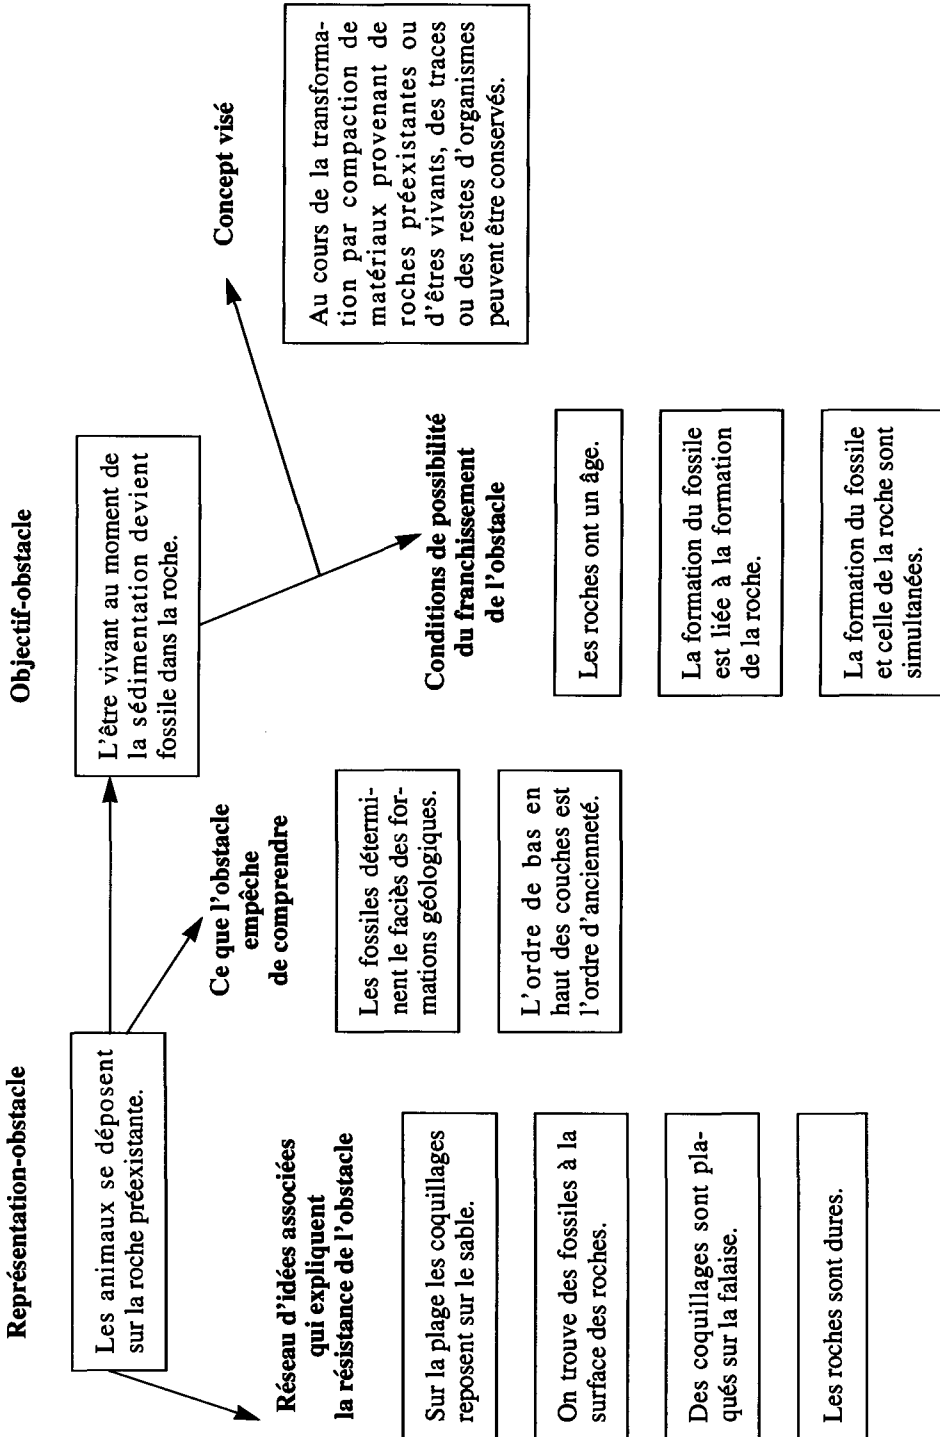 Représentation-obstacle
Les animaux se déposent
sur la roche préexistante.
Réseau d'idées associées
qui expliquent
la résistance de l'obstacle
Sur la plage les coquillages
reposent sur le sable.
On trouve des fossiles à la
surface des roches.
Des coquillages sont pla-
qués sur la falaise.
Les roches sont dures.
Ce que l'obstacle
empêche
de comprendre
Les fossiles détermi-
nent le faciès des for-
mations géologiques.
L'ordre de bas en
haut des couches est
l'ordre d'ancienneté.
Objectif-obstacle
L'être vivant au moment de
la sédimentation devient
fossile dans la roche.
Conditions de possibilité
du franchissement
de l'obstacle
Les roches ont un âge.
La formation du fossile
est liée à la formation
de la roche.
La formation du fossile
et celle de la roche sont
simultanées.
Concept visé
Au cours de la transforma-
tion par compaction de
matériaux provenant de
roches préexistantes ou
d'êtres vivants, des traces
ou des restes d'organismes
peuvent être conservés.